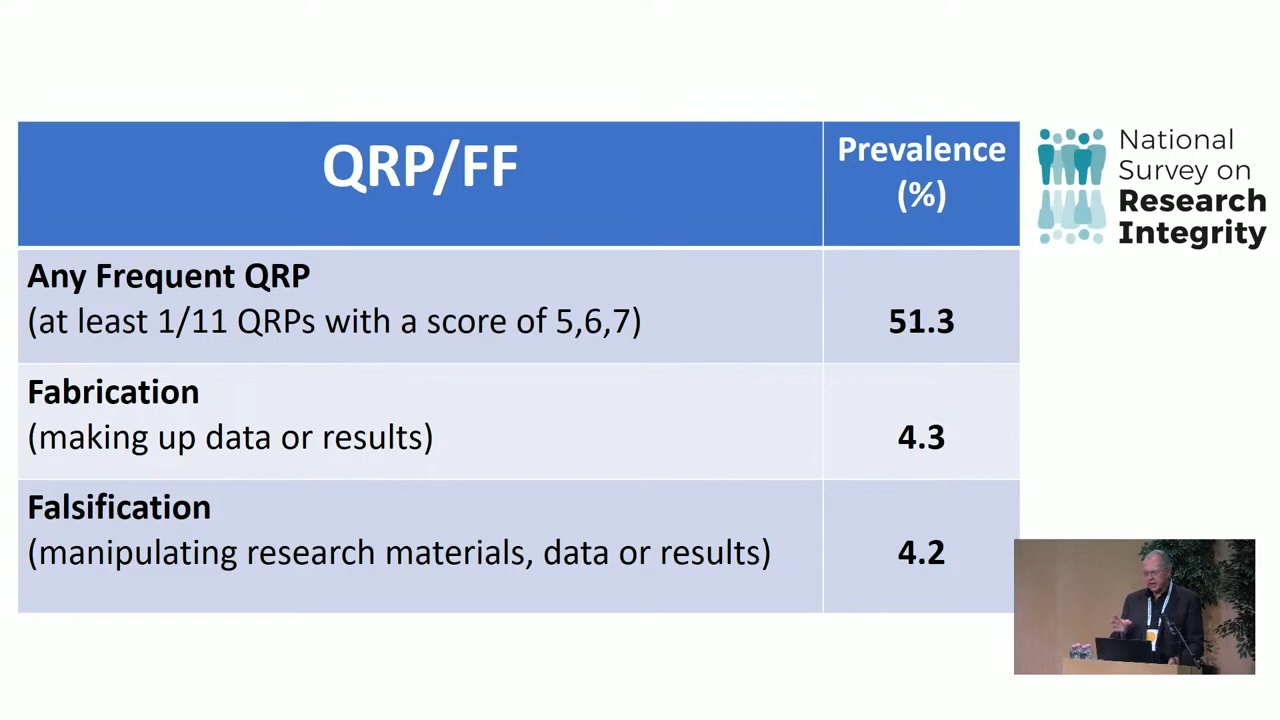 QRP/FF
Prevalence
(%)
Any Frequent QRP
(at least 1/11 QRPs with a score of 5,6,7)
51.3
Fabrication
(making up data or results)
4.3
Falsification
(manipulating research materials, data or results)
4.2
National
Survey on
Research
Integrity